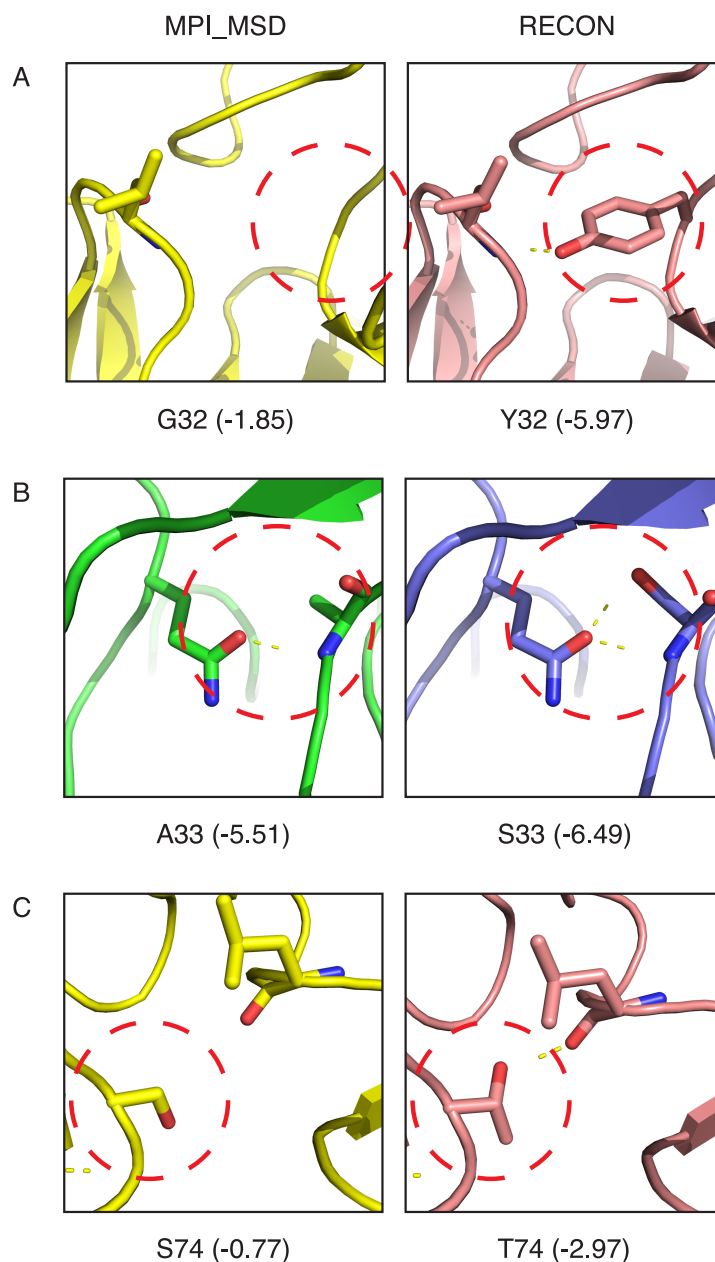 MPI_MSD RECON
A
G32 (-1.85) Y32 (-5.97)
B
A33 (-5.51) S33 (-6.49)
C
S74 (-0.77) T74 (-2.97)